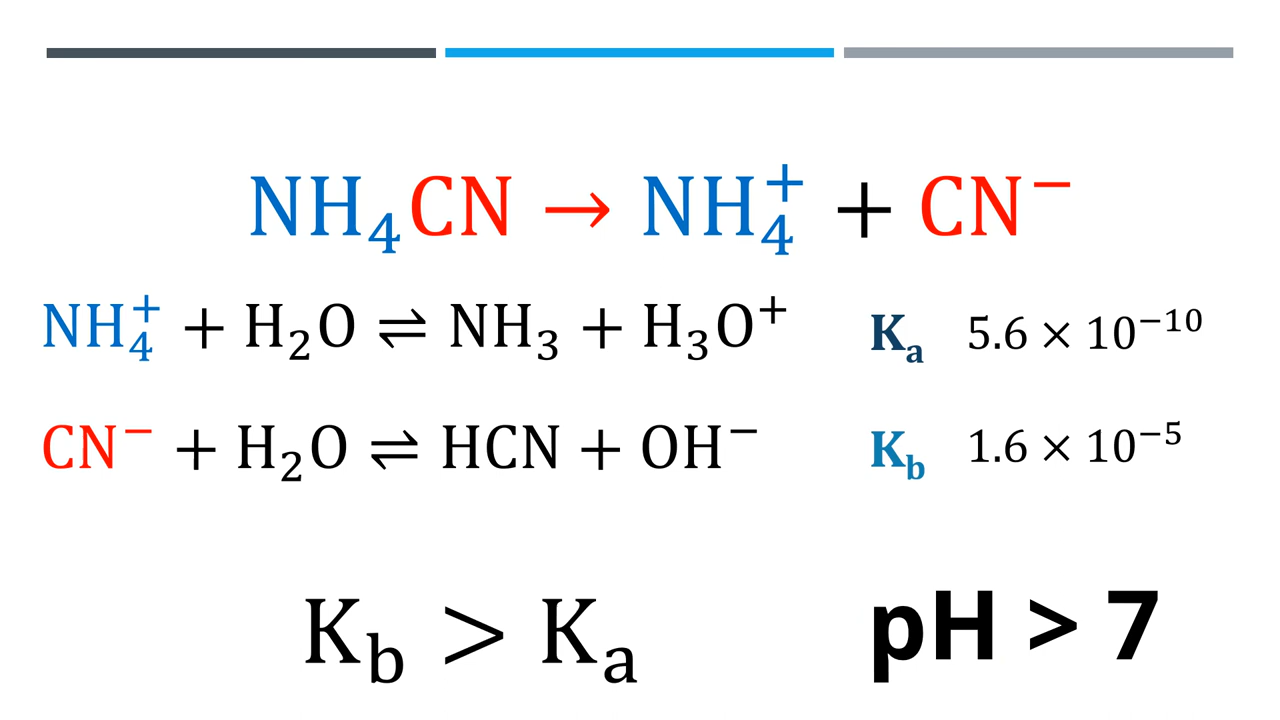 NH₄CN → NH₄⁺ + CN⁻
NH₄⁺ + H₂O ⇌ NH₃ + H₃O⁺ Kₐ 5.6 × 10⁻¹⁰
CN⁻ + H₂O ⇌ HCN + OH⁻ K_b 1.6 × 10⁻⁵
K_b > Kₐ pH > 7